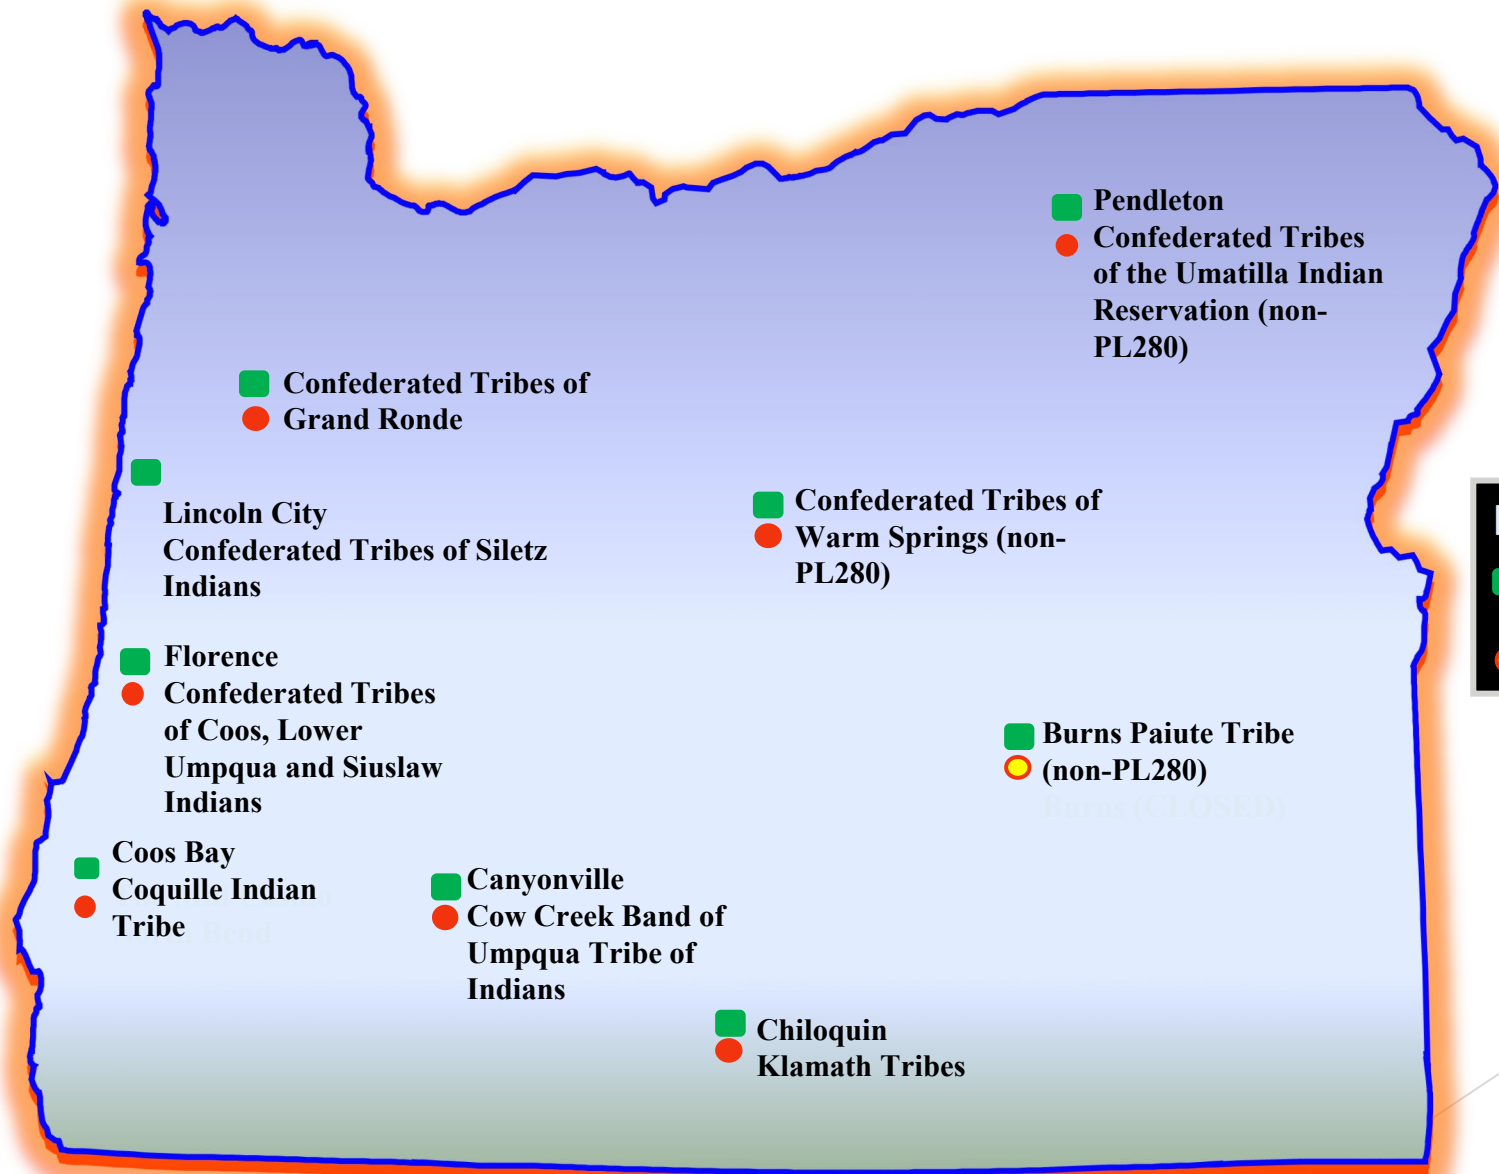 Pendleton
Confederated Tribes
of the Umatilla Indian
Reservation (non-
PL280)
Confederated Tribes of
Grand Ronde
Lincoln City
Confederated Tribes of Siletz
Indians
Confederated Tribes of
Warm Springs (non-
PL280)
Florence
Confederated Tribes
of Coos, Lower
Umpqua and Siuslaw
Indians
Burns Paiute Tribe
(non-PL280)
Burns (CLOSED)
Coos Bay
Coquille Indian
Tribe
Bend
Canyonville
Cow Creek Band of
Umpqua Tribe of
Indians
Chiloquin
Klamath Tribes